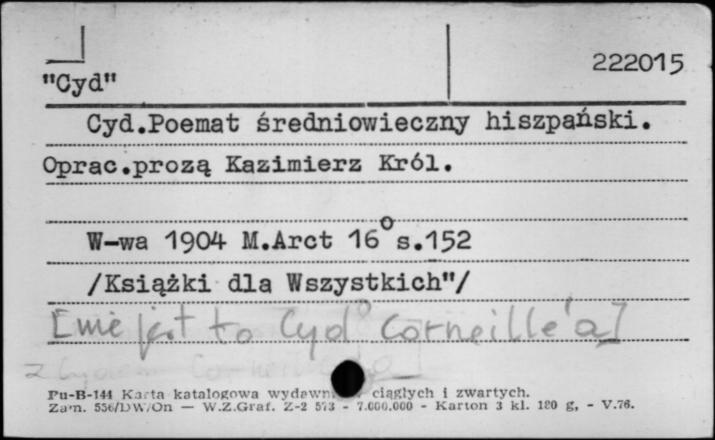 222015
"Cyd"
Cyd.Poemat średniowieczny hiszpański.
Oprac.prozą Kazimierz Król.
W-wa 1904 M.Arct 16° s.152
/Książki dla Wszystkich"/
[nie jest to Cyd Corneille'a]
Pu-B-144 Karta katalogowa wydawn. ciągłych i zwartych.
Zam. 556/DW/On — W.Z.Graf. Z-2 573 - 7.000.000 - Karton 3 kl. 180 g, - V.76.